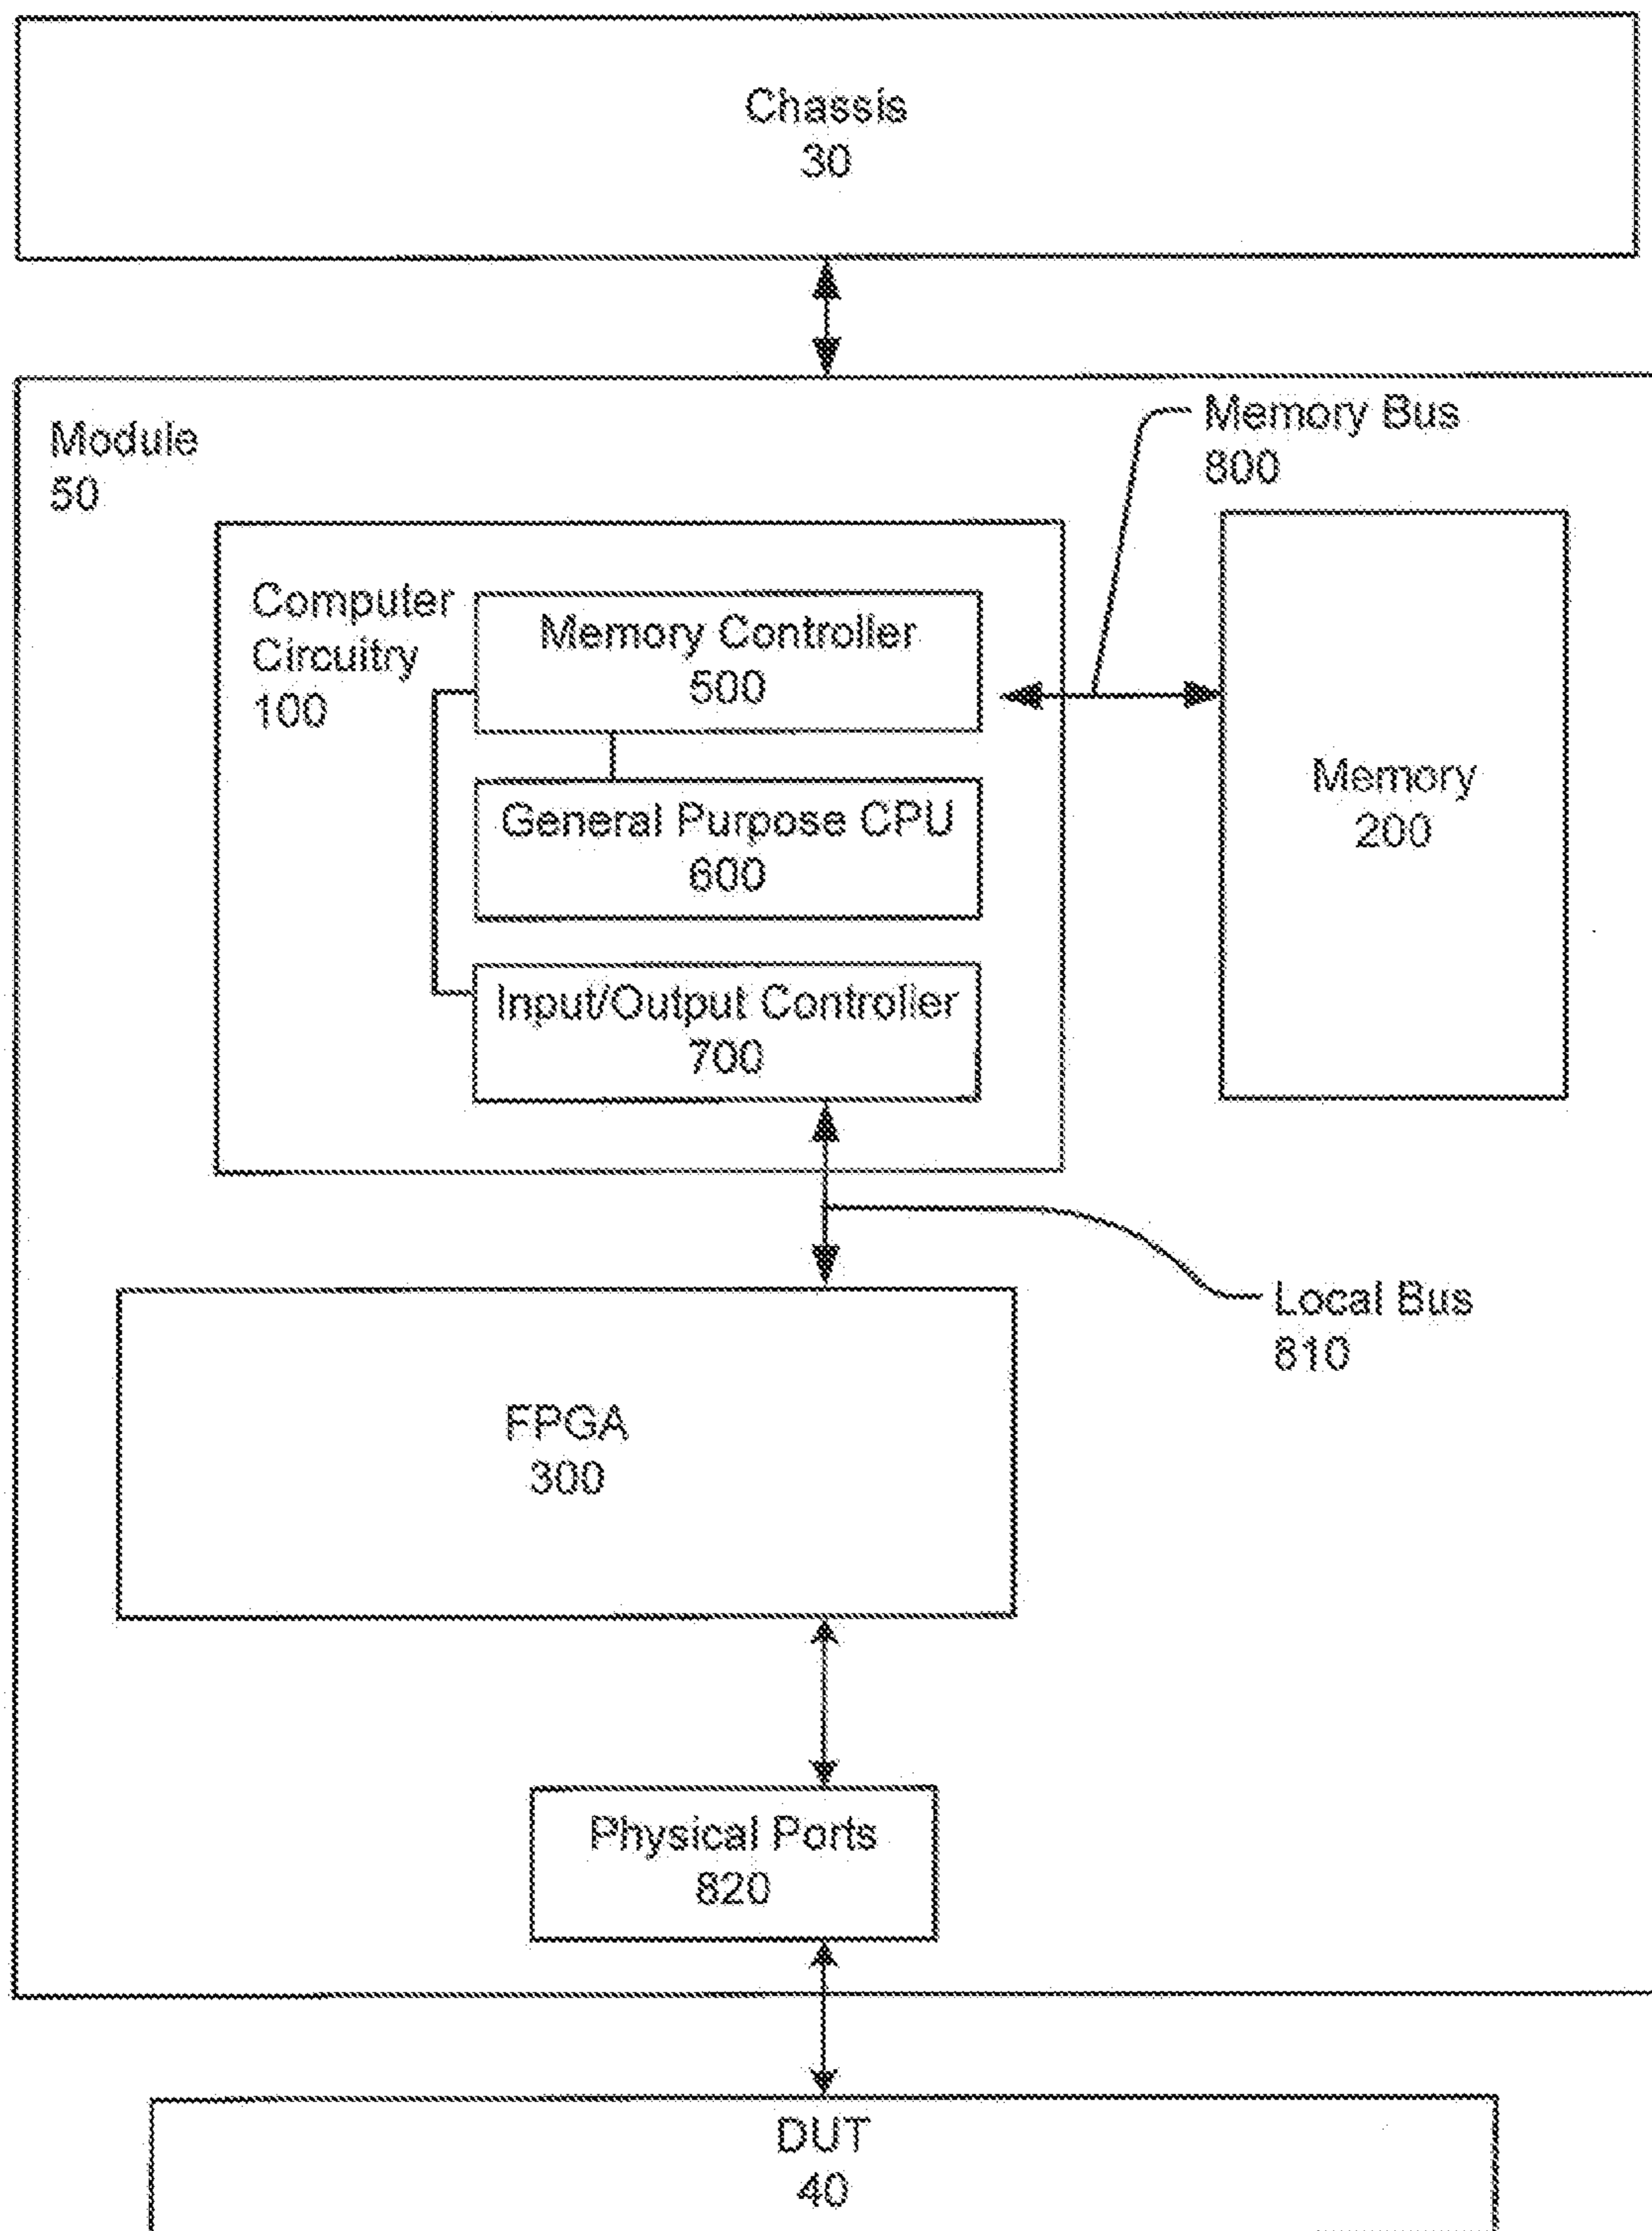 Chassis
30
Module
50
Memory Bus
800
Computer
Circuitry
100
Memory Controller
500
General Purpose CPU
600
Input/Output Controller
700
Memory
200
Local Bus
810
FPGA
300
Physical Ports
820
DUT
40